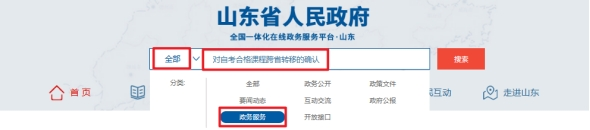 山东省人民政府
全国一体化在线政务服务平台·山东
全部 对自考合格课程跨省转移的确认 搜索
分类: 全部 政务公开 政策文件
要闻动态 互动交流 政府公报
政务服务 开放接口
首页 互动 走进山东